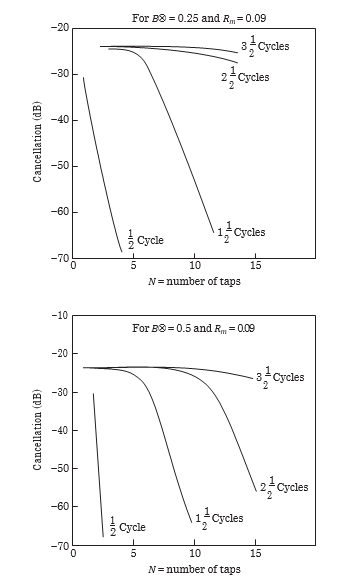 For B⊗ = 0.25 and Rm = 0.09
−20
−30
−40
−50
−60
−70
Cancellation (dB)
3 1/2 Cycles
2 1/2 Cycles
1 1/2 Cycles
1/2 Cycle
0 5 10 15
N = number of taps
−10
−20
−30
−40
−50
−60
−70
Cancellation (dB)
For B⊗ = 0.5 and Rm = 0.09
3 1/2 Cycles
2 1/2 Cycles
1 1/2 Cycles
1/2 Cycle
0 5 10 15
N = number of taps